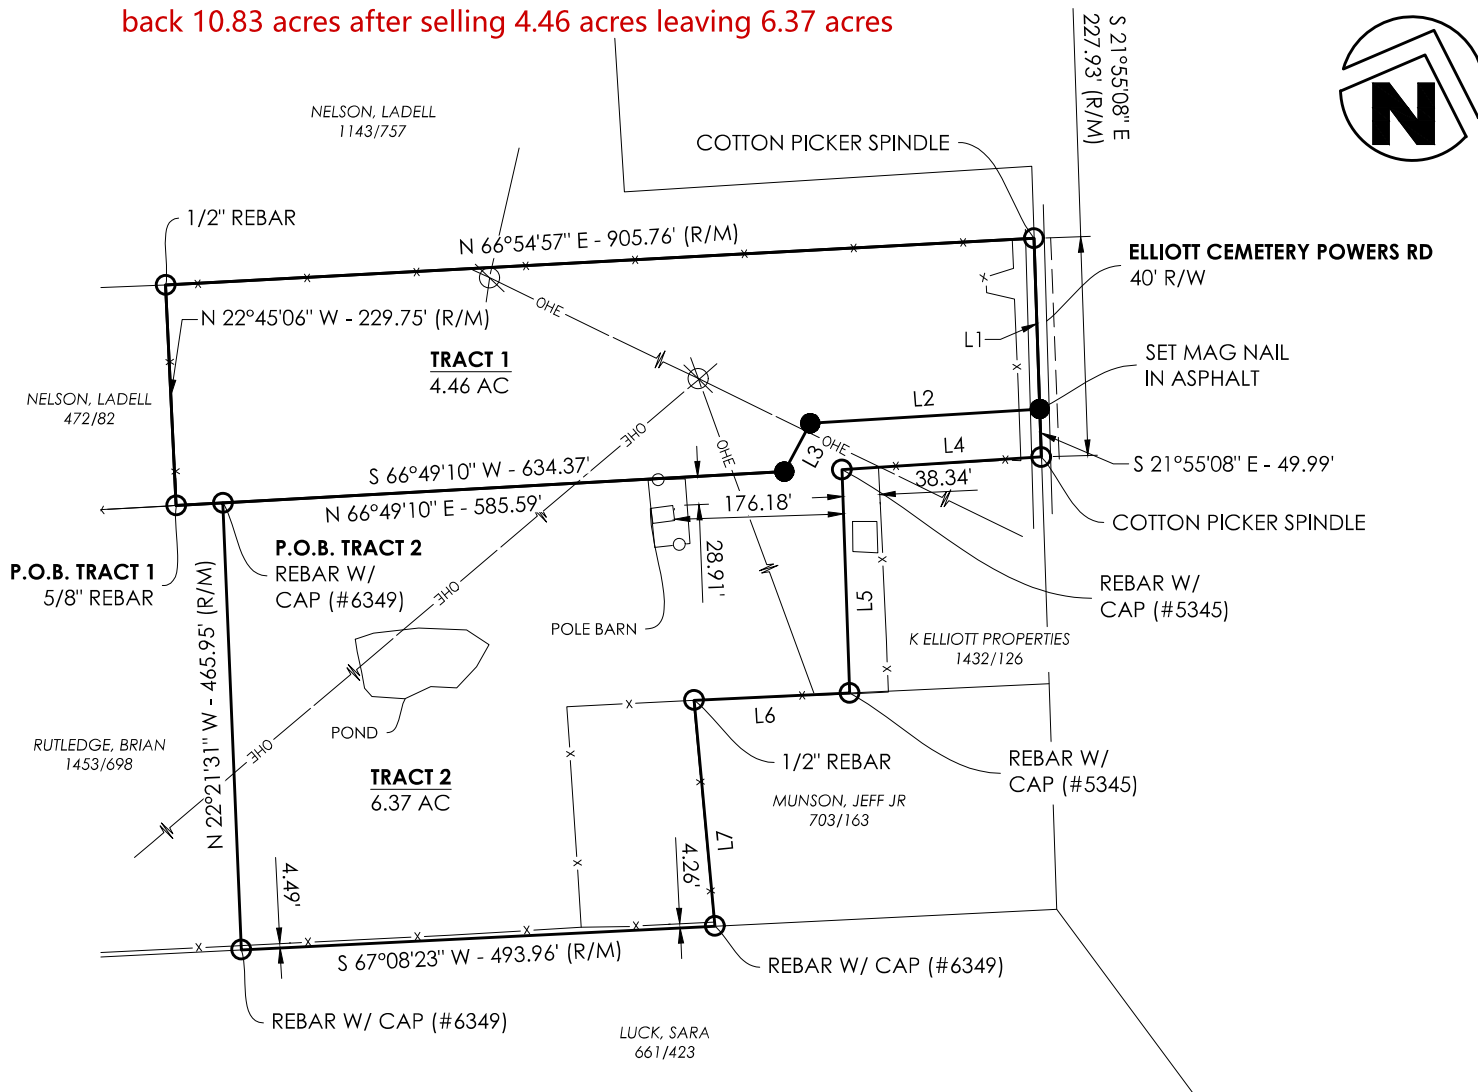 back 10.83 acres after selling 4.46 acres leaving 6.37 acres
S 21°55'08" E
227.93' (R/M)
N
NELSON, LADELL
1143/757
COTTON PICKER SPINDLE
1/2" REBAR
N 66°54'57" E - 905.76' (R/M)
ELLIOTT CEMETERY POWERS RD
40' R/W
OHE
N 22°45'06" W - 229.75' (R/M)
L1
TRACT 1
4.46 AC
SET MAG NAIL
IN ASPHALT
NELSON, LADELL
472/82
L2
OHE
OHE
OHE
L3
L4
S 66°49'10" W - 634.37'
S 21°55'08" E - 49.99'
38.34'
N 66°49'10" E - 585.59'
176.18'
COTTON PICKER SPINDLE
P.O.B. TRACT 2
REBAR W/
CAP (#6349)
P.O.B. TRACT 1
5/8" REBAR
28.91'
OHE
REBAR W/
CAP (#5345)
L5
POLE BARN
K ELLIOTT PROPERTIES
1432/126
N 22°21'31" W - 465.95' (R/M)
L6
POND
OHE
RUTLEDGE, BRIAN
1453/698
TRACT 2
6.37 AC
1/2" REBAR
REBAR W/
CAP (#5345)
MUNSON, JEFF JR
703/163
L7
4.49'
4.26'
S 67°08'23" W - 493.96' (R/M)
REBAR W/ CAP (#6349)
REBAR W/ CAP (#6349)
LUCK, SARA
661/423